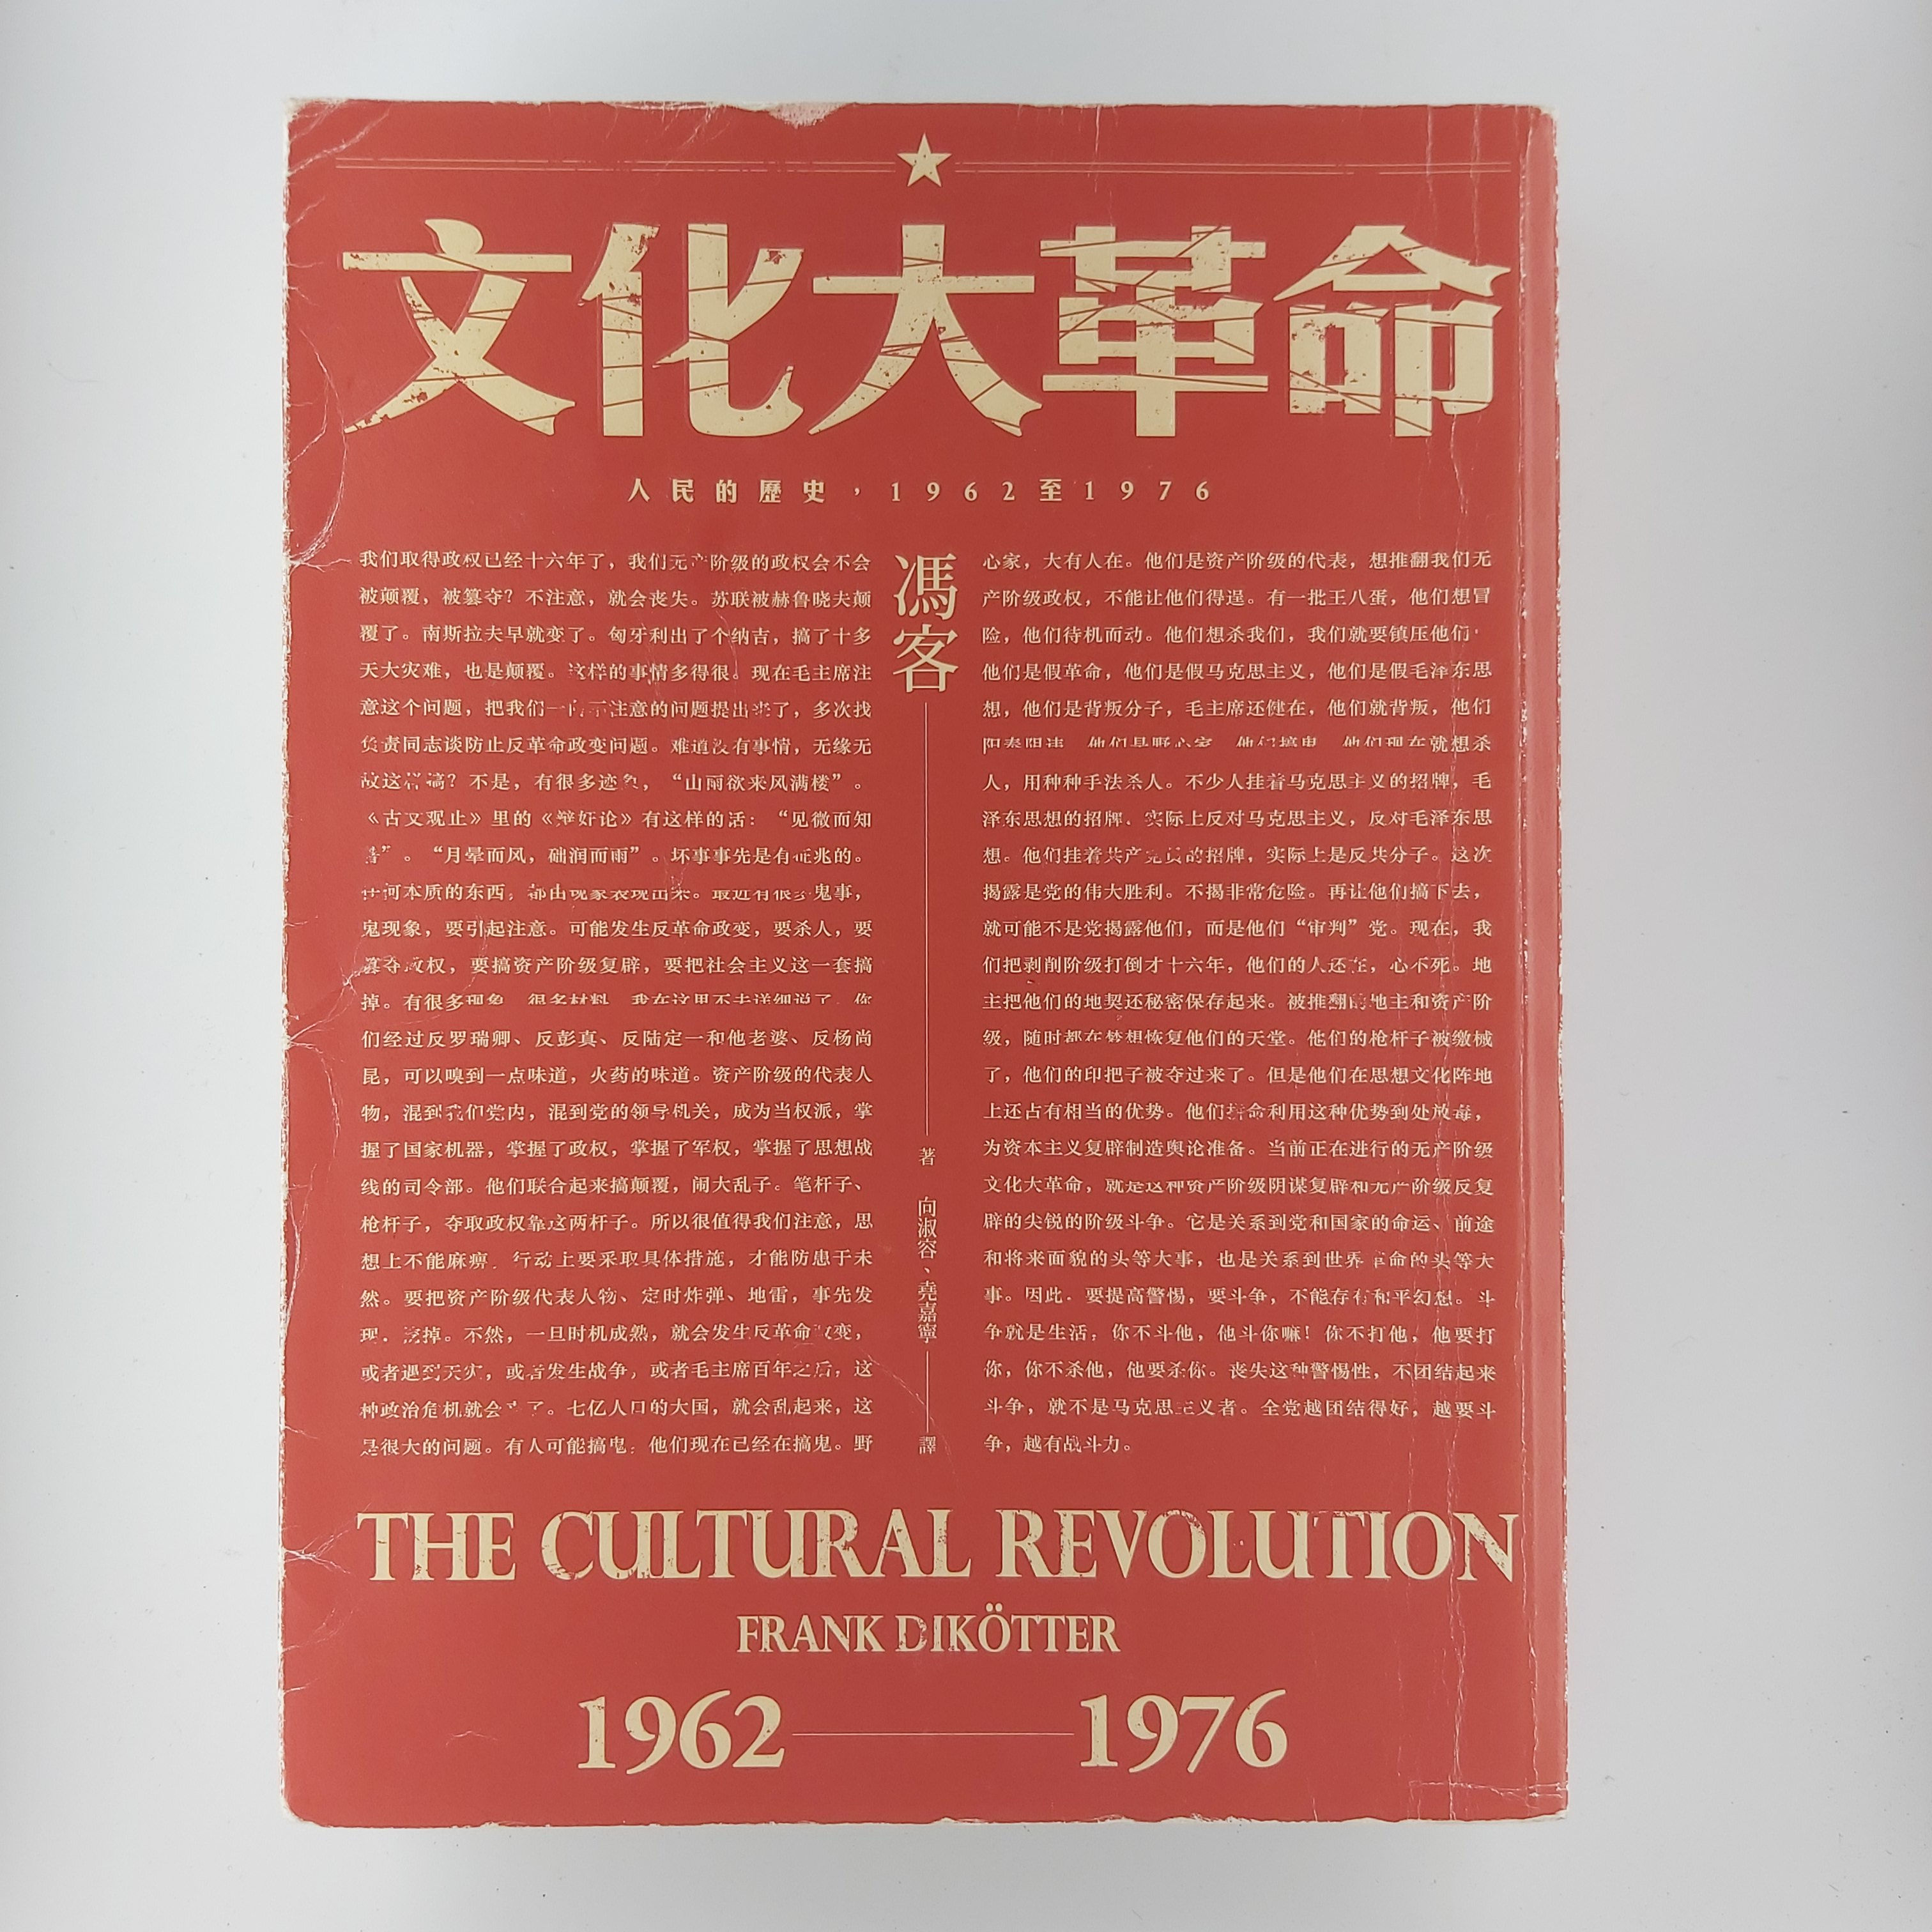 文化大革命
人民的歷史，1962至1976
我们取得政权已经十六年了，我们无产阶级的政权会不会
被颠覆，被篡夺？不注意，就会丧失。苏联被赫鲁晓夫颠
覆了。南斯拉夫早就变了。匈牙利出了个纳吉，搞了十多
天大灾难，也是颠覆。这样的事情多得很。现在毛主席注
意这个问题，把我们一向不注意的问题提出来了，多次找
负责同志谈防止反革命政变问题。难道没有事情，无缘无
故这样搞？不是，有很多迹象，“山雨欲来风满楼”。
《古文观止》里的《辩奸论》有这样的话：“见微而知
著”。“月晕而风，础润而雨”。坏事事先是有征兆的。
任何本质的东西，都由现象表现出来。最近有很多鬼事，
鬼现象，要引起注意。可能发生反革命政变，要杀人，要
篡夺政权，要搞资产阶级复辟，要把社会主义这一套搞
掉。有很多现象，很多材料，我在这里不去详细说了。你
们经过反罗瑞卿、反彭真、反陆定一和他老婆、反杨尚
昆，可以嗅到一点味道，火药的味道。资产阶级的代表人
物，混到我们党内，混到党的领导机关，成为当权派，掌
握了国家机器，掌握了政权，掌握了军权，掌握了思想战
线的司令部。他们联合起来搞颠覆，闹大乱子。笔杆子、
枪杆子，夺取政权靠这两杆子。所以很值得我们注意，思
想上不能麻痹，行动上要采取具体措施，才能防患于未
然。要把资产阶级代表人物、定时炸弹、地雷，事先发
现，挖掉。不然，一旦时机成熟，就会发生反革命政变，
或者遇到天灾，或者发生战争，或者毛主席百年之后，这
种政治危机就会来了。七亿人口的大国，就会乱起来，这
是很大的问题。有人可能搞鬼，他们现在已经在搞鬼。野
馮客
著 向淑容、堯嘉寧 譯
心家，大有人在。他们是资产阶级的代表，想推翻我们无
产阶级政权，不能让他们得逞。有一批王八蛋，他们想冒
险，他们待机而动。他们想杀我们，我们就要镇压他们！
他们是假革命，他们是假马克思主义，他们是假毛泽东思
想，他们是背叛分子，毛主席还健在，他们就背叛，他们
阳奉阴违，他们是野心家，他们搞鬼，他们现在就想杀
人，用种种手法杀人。不少人挂着马克思主义的招牌，毛
泽东思想的招牌，实际上反对马克思主义，反对毛泽东思
想。他们挂着共产党员的招牌，实际上是反共分子。这次
揭露是党的伟大胜利。不揭非常危险。再让他们搞下去，
就可能不是党揭露他们，而是他们“审判”党。现在，我
们把剥削阶级打倒才十六年，他们的人还在，心不死。地
主把他们的地契还秘密保存起来。被推翻的地主和资产阶
级，随时都在梦想恢复他们的天堂。他们的枪杆子被缴械
了，他们的印把子被夺过来了。但是他们在思想文化阵地
上还占有相当的优势。他们拼命利用这种优势到处放毒，
为资本主义复辟制造舆论准备。当前正在进行的无产阶级
文化大革命，就是这种资产阶级阴谋复辟和无产阶级反复
辟的尖锐的阶级斗争。它是关系到党和国家的命运、前途
和将来面貌的头等大事，也是关系到世界革命的头等大
事。因此，要提高警惕，要斗争，不能存有和平幻想。斗
争就是生活，你不斗他，他斗你嘛！你不打他，他要打
你，你不杀他，他要杀你。丧失这种警惕性，不团结起来
斗争，就不是马克思主义者。全党越团结得好，越要斗
争，越有战斗力。
THE CULTURAL REVOLUTION
FRANK DIKÖTTER
1962——1976